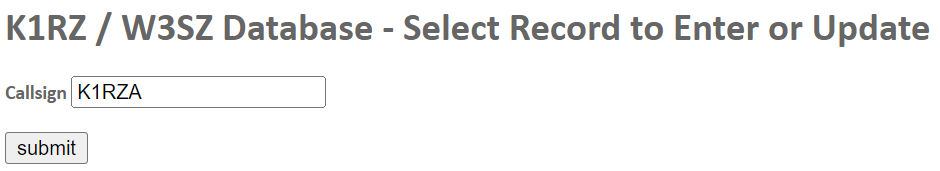 K1RZ / W3SZ Database - Select Record to Enter or Update
Callsign K1RZA
submit